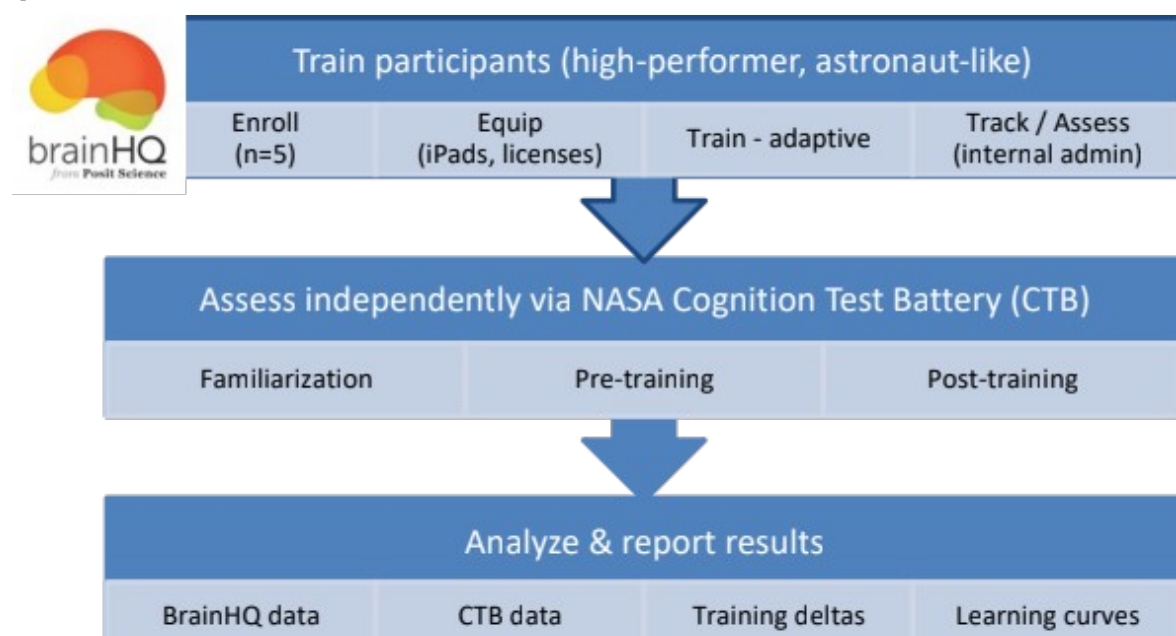 Train participants (high-performer, astronaut-like)
brainHQ
from Posit Science
Enroll
(n=5)
Equip
(iPads, licenses)
Train - adaptive
Track / Assess
(internal admin)
Assess independently via NASA Cognition Test Battery (CTB)
Familiarization
Pre-training
Post-training
Analyze & report results
BrainHQ data
CTB data
Training deltas
Learning curves